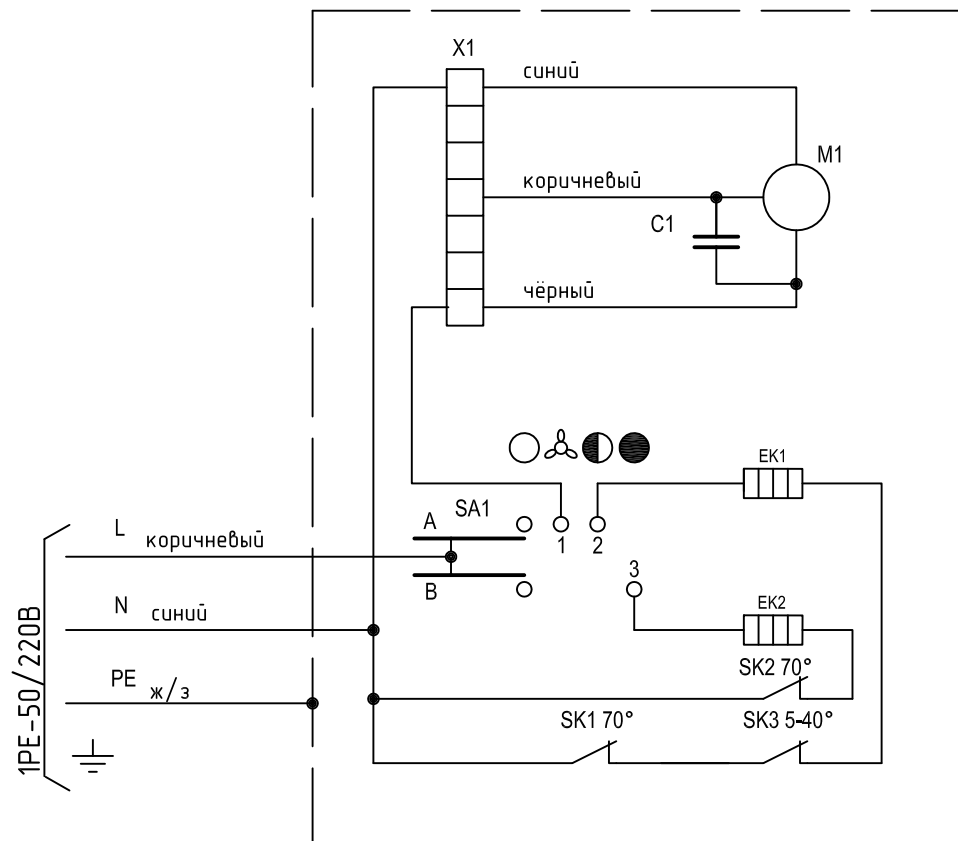 X1
синий
M1
коричневый
C1
чёрный
EK1
SA1
A
1
2
L
коричневый
B
3
N
синий
EK2
PE
ж/з
SK2 70°
SK1 70°
SK3 5-40°
1PE-50/220В